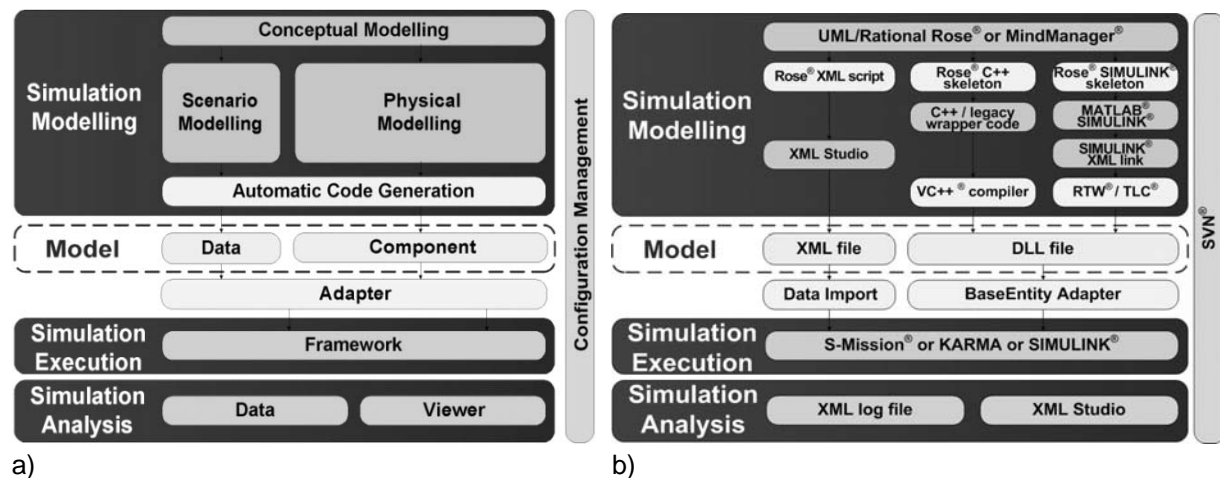 Conceptual Modelling
Simulation
Modelling
Scenario
Modelling
Physical
Modelling
Automatic Code Generation
Model
Data
Component
Adapter
Simulation
Execution
Framework
Simulation
Analysis
Data
Viewer
Configuration Management
a)
UML/Rational Rose® or MindManager®
Simulation
Modelling
Rose® XML script
Rose® C++
skeleton
Rose® SIMULINK®
skeleton
C++ / legacy
wrapper code
MATLAB®
SIMULINK®
XML Studio
SIMULINK®
XML link
VC++ ® compiler
RTW® / TLC®
Model
XML file
DLL file
Data Import
BaseEntity Adapter
Simulation
Execution
S-Mission® or KARMA or SIMULINK®
Simulation
Analysis
XML log file
XML Studio
SVN®
b)